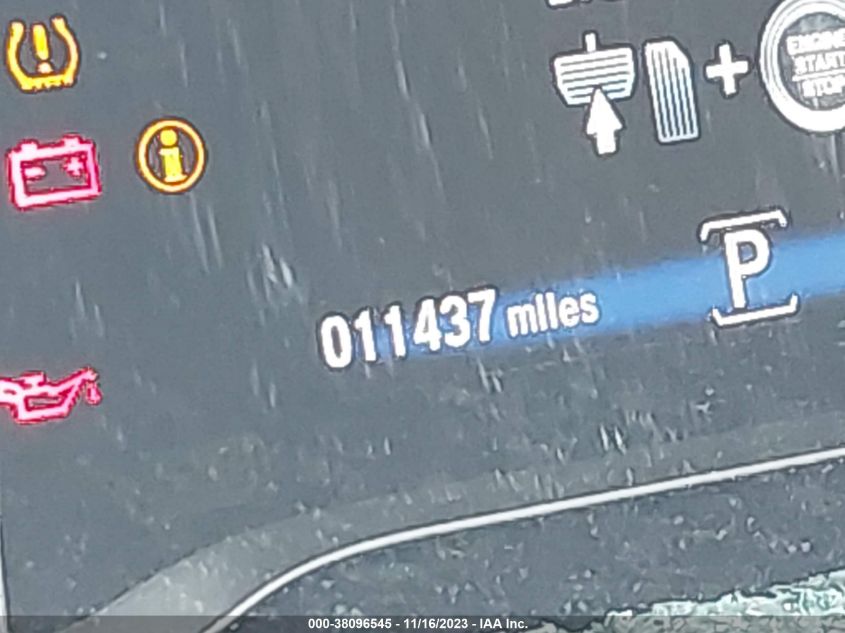 ENGINE
START
STOP
P
011437 miles
000-38096545 - 11/16/2023 - IAA Inc.